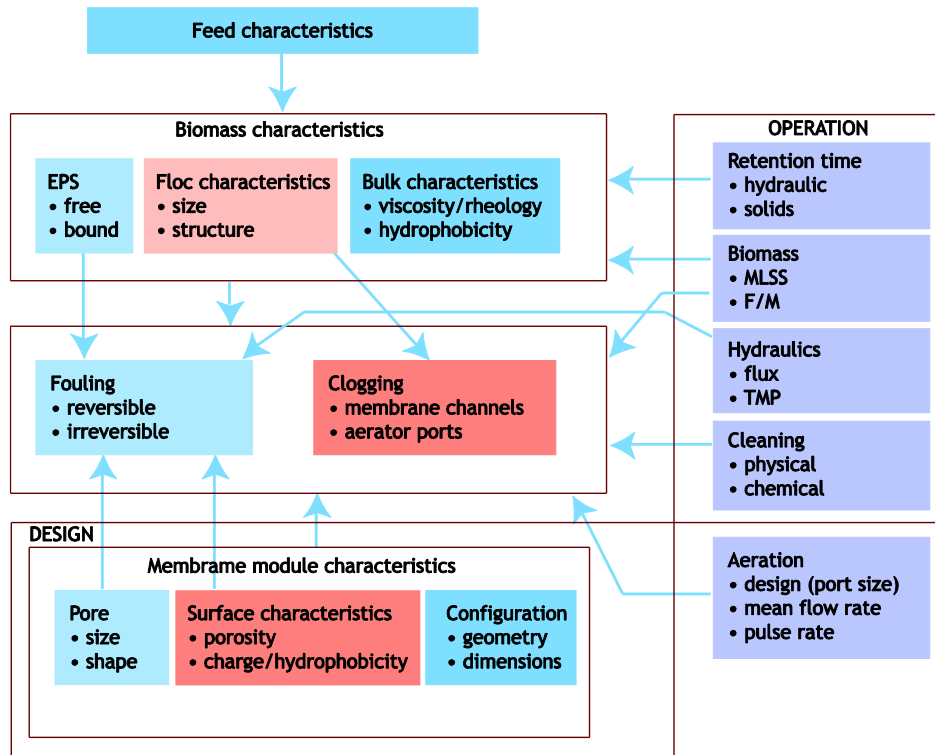 Feed characteristics
Biomass characteristics
EPS
• free
• bound
Floc characteristics
• size
• structure
Bulk characteristics
• viscosity/rheology
• hydrophobicity
OPERATION
Retention time
• hydraulic
• solids
Biomass
• MLSS
• F/M
Hydraulics
• flux
• TMP
Cleaning
• physical
• chemical
Fouling
• reversible
• irreversible
Clogging
• membrane channels
• aerator ports
DESIGN
Membrame module characteristics
Pore
• size
• shape
Surface characteristics
• porosity
• charge/hydrophobicity
Configuration
• geometry
• dimensions
Aeration
• design (port size)
• mean flow rate
• pulse rate